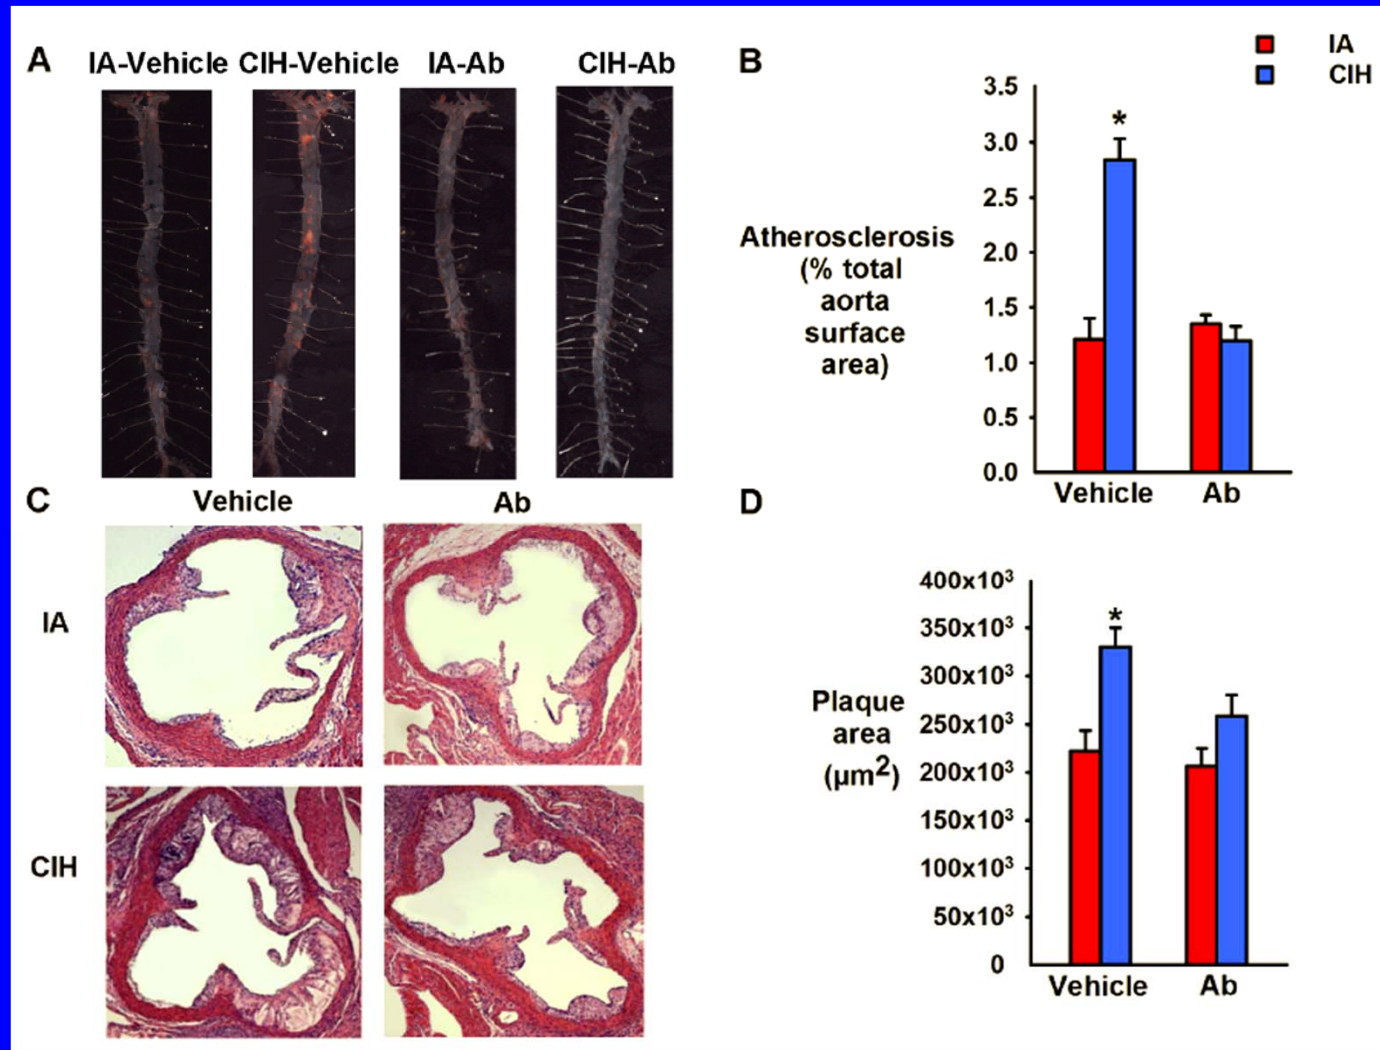 A
IA-Vehicle CIH-Vehicle IA-Ab CIH-Ab
B
IA
CIH
3.5
3.0
2.5
2.0
1.5
1.0
0.5
0.0
*
Atherosclerosis
(% total
aorta
surface
area)
Vehicle Ab
C
Vehicle Ab
IA
CIH
D
400x10³
350x10³
300x10³
250x10³
200x10³
150x10³
100x10³
50x10³
0
*
Plaque
area
(µm²)
Vehicle Ab